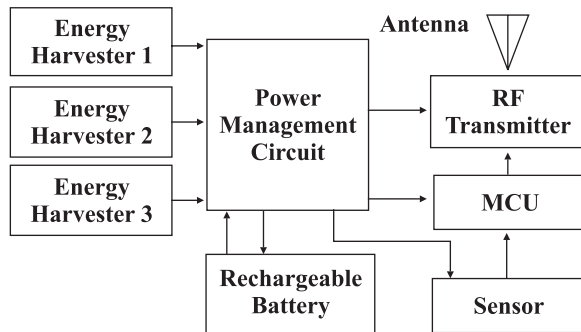 Energy
Harvester 1
Energy
Harvester 2
Energy
Harvester 3
Power
Management
Circuit
Rechargeable
Battery
Antenna
RF
Transmitter
MCU
Sensor